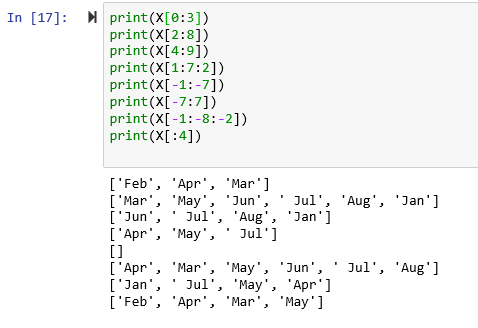 In [17]:
print(X[0:3])
print(X[2:8])
print(X[4:9])
print(X[1:7:2])
print(X[-1:-7])
print(X[-7:7])
print(X[-1:-8:-2])
print(X[:4])
['Feb', 'Apr', 'Mar']
['Mar', 'May', 'Jun', ' Jul', 'Aug', 'Jan']
['Jun', ' Jul', 'Aug', 'Jan']
['Apr', 'May', ' Jul']
[]
['Apr', 'Mar', 'May', 'Jun', ' Jul', 'Aug']
['Jan', ' Jul', 'May', 'Apr']
['Feb', 'Apr', 'Mar', 'May']